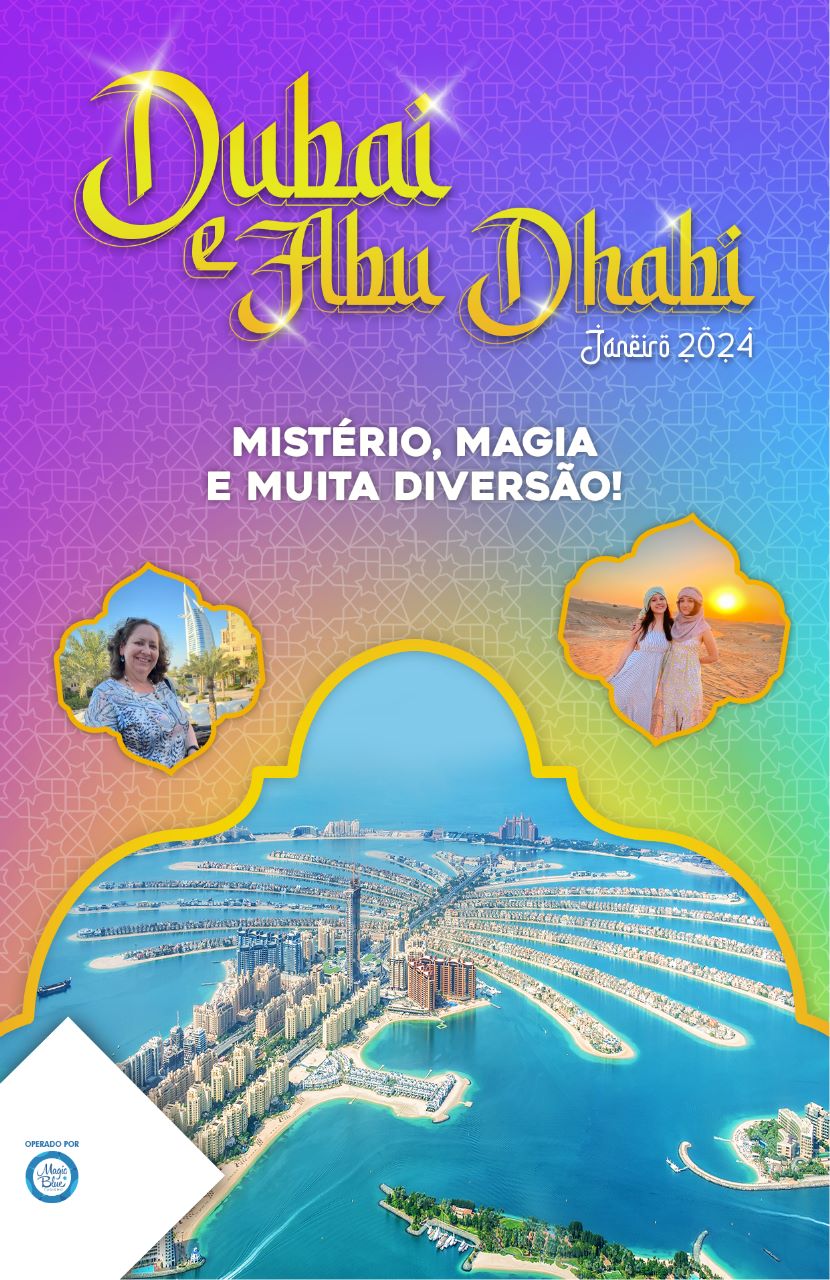 Dubai
e Abu Dhabi
Janeiro 2024
MISTÉRIO, MAGIA
E MUITA DIVERSÃO!
OPERADO POR
Magic
Blue